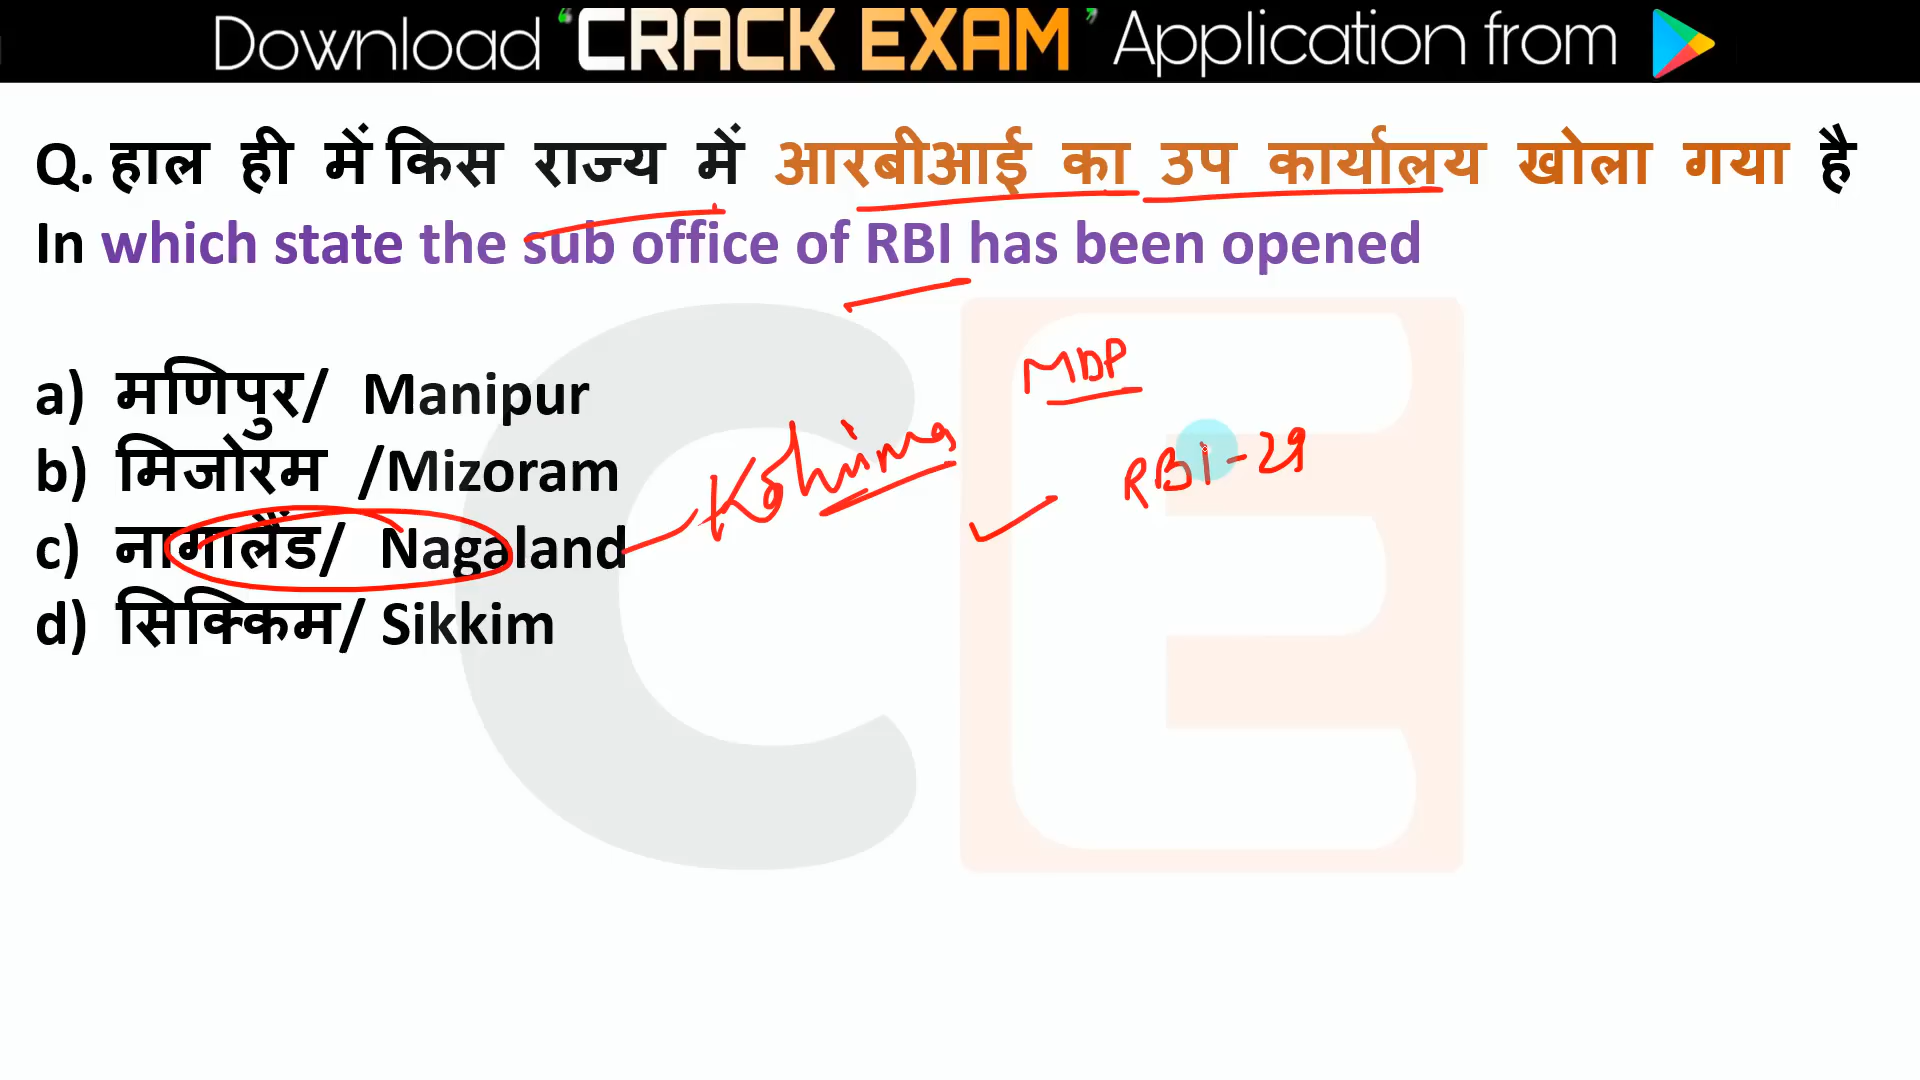 Download “CRACK EXAM” Application from
Q. हाल ही में किस राज्य में आरबीआई का उप कार्यालय खोला गया है
In which state the sub office of RBI has been opened
a) मणिपुर/ Manipur
MDP
b) मिजोरम /Mizoram
Kohima
RBI-29
c) नागालैंड/ Nagaland
d) सिक्किम/ Sikkim
CE